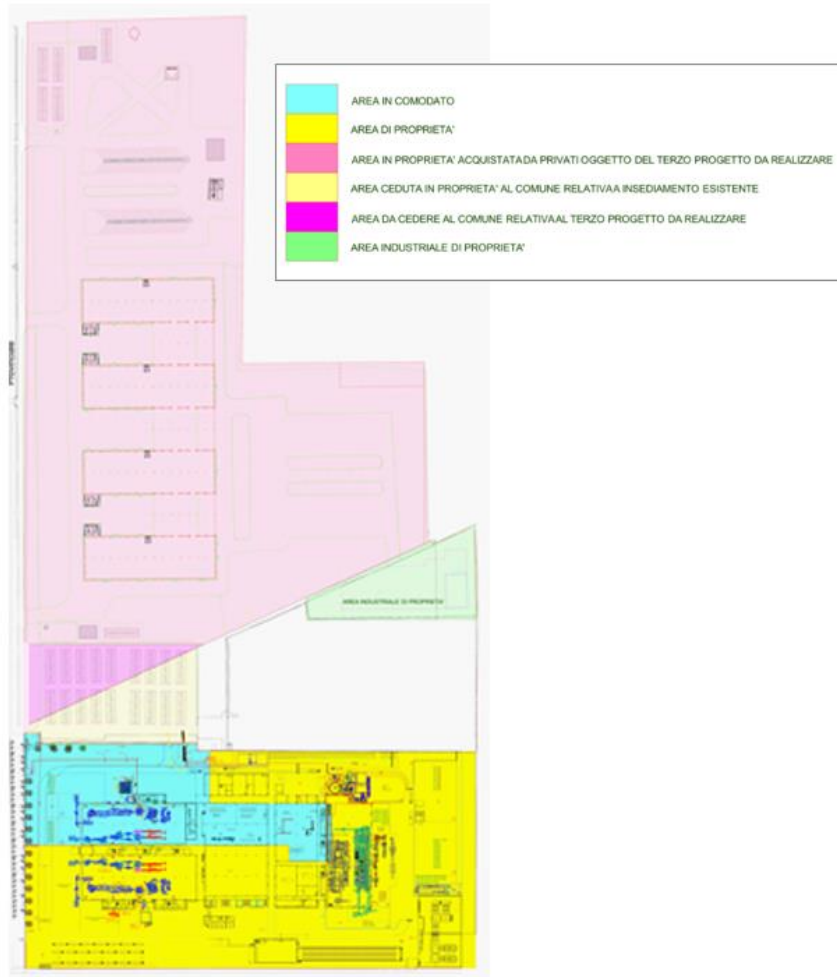 AREA IN COMODATO
AREA DI PROPRIETA'
AREA IN PROPRIETA' ACQUISTATA DA PRIVATI OGGETTO DEL TERZO PROGETTO DA REALIZZARE
AREA CEDUTA IN PROPRIETA' AL COMUNE RELATIVA A INSEDIAMENTO ESISTENTE
AREA DA CEDERE AL COMUNE RELATIVA AL TERZO PROGETTO DA REALIZZARE
AREA INDUSTRIALE DI PROPRIETA'
AREA INDUSTRIALE DI PROPRIETA'